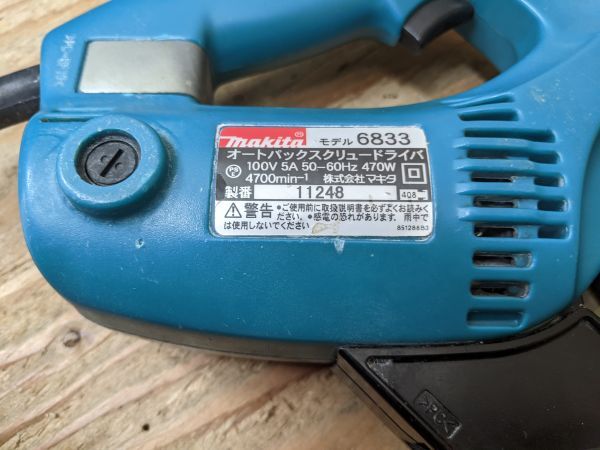 makita モデル 6833
オートパックスクリュードライバ
100V 5A 50-60Hz 470W
4700min⁻¹ 株式会社 マキタ
製番 11248 408
⚠警告 ●ご使用前に取扱説明書を必ずよくお読みく
ださい。●感電の恐れがあります。雨中で
は使用しないでください
851288B3
>PC<